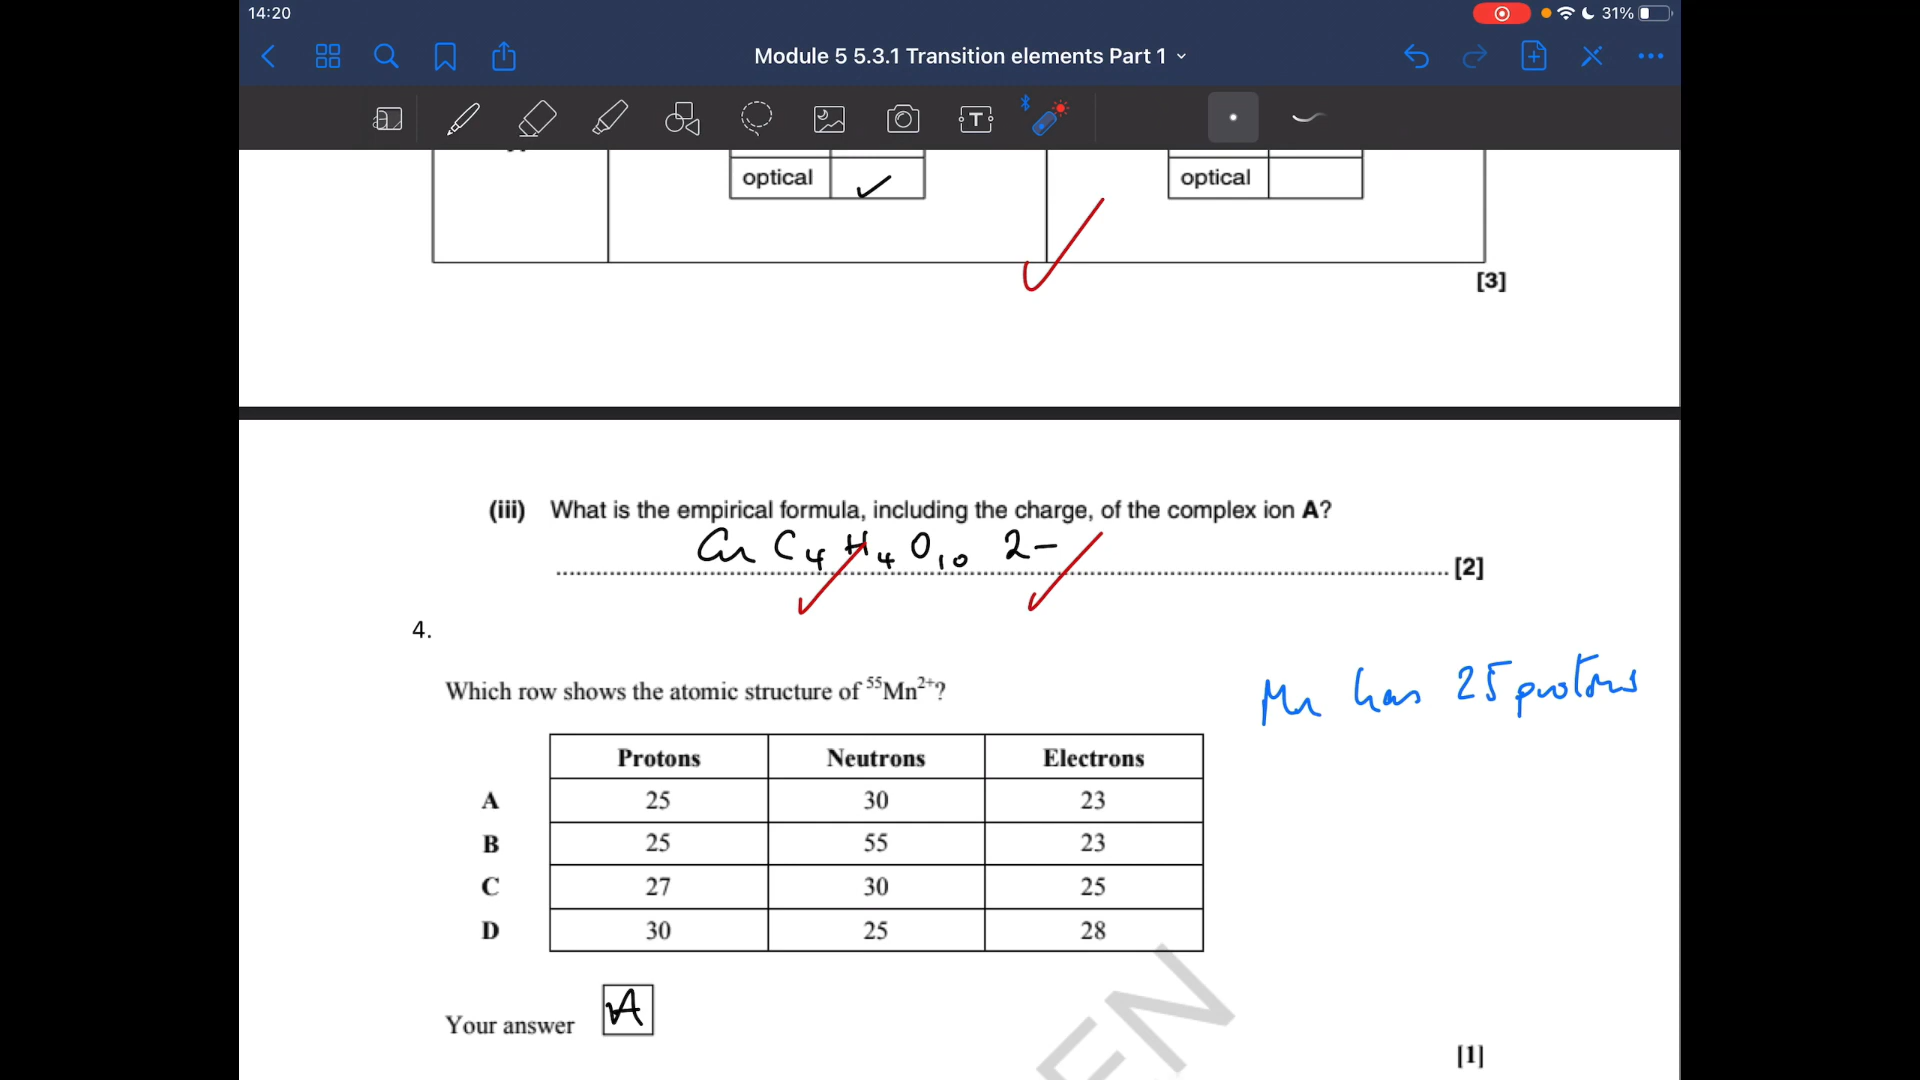 14:20
31%
Module 5 5.3.1 Transition elements Part 1
optical
optical
[3]
(iii) What is the empirical formula, including the charge, of the complex ion A?
C₄ H₄ O₁₀ 2−
[2]
4.
Which row shows the atomic structure of ⁵⁵Mn²⁺?
Mn has 25 protons
Protons Neutrons Electrons
A 25 30 23
B 25 55 23
C 27 30 25
D 30 25 28
Your answer A
[1]
EN